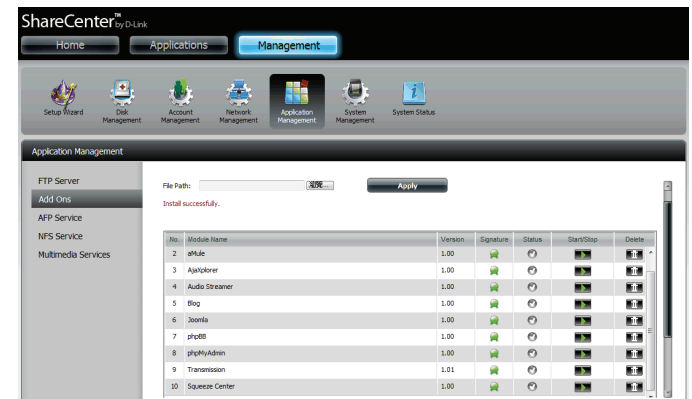 ShareCenter™ by D-Link
Home Applications Management
Setup Wizard Disk Management Account Management Network Management Application Management System Management System Status
Application Management
FTP Server
Add Ons
AFP Service
NFS Service
Multimedia Services
File Path: Apply
Install successfully.
No. Module Name Version Signature Status Start/Stop Delete
2 aMule 1.00
3 AjaXplorer 1.00
4 Audio Streamer 1.00
5 Blog 1.00
6 Joomla 1.00
7 phpBB 1.00
8 phpMyAdmin 1.00
9 Transmission 1.01
10 Squeeze Center 1.00